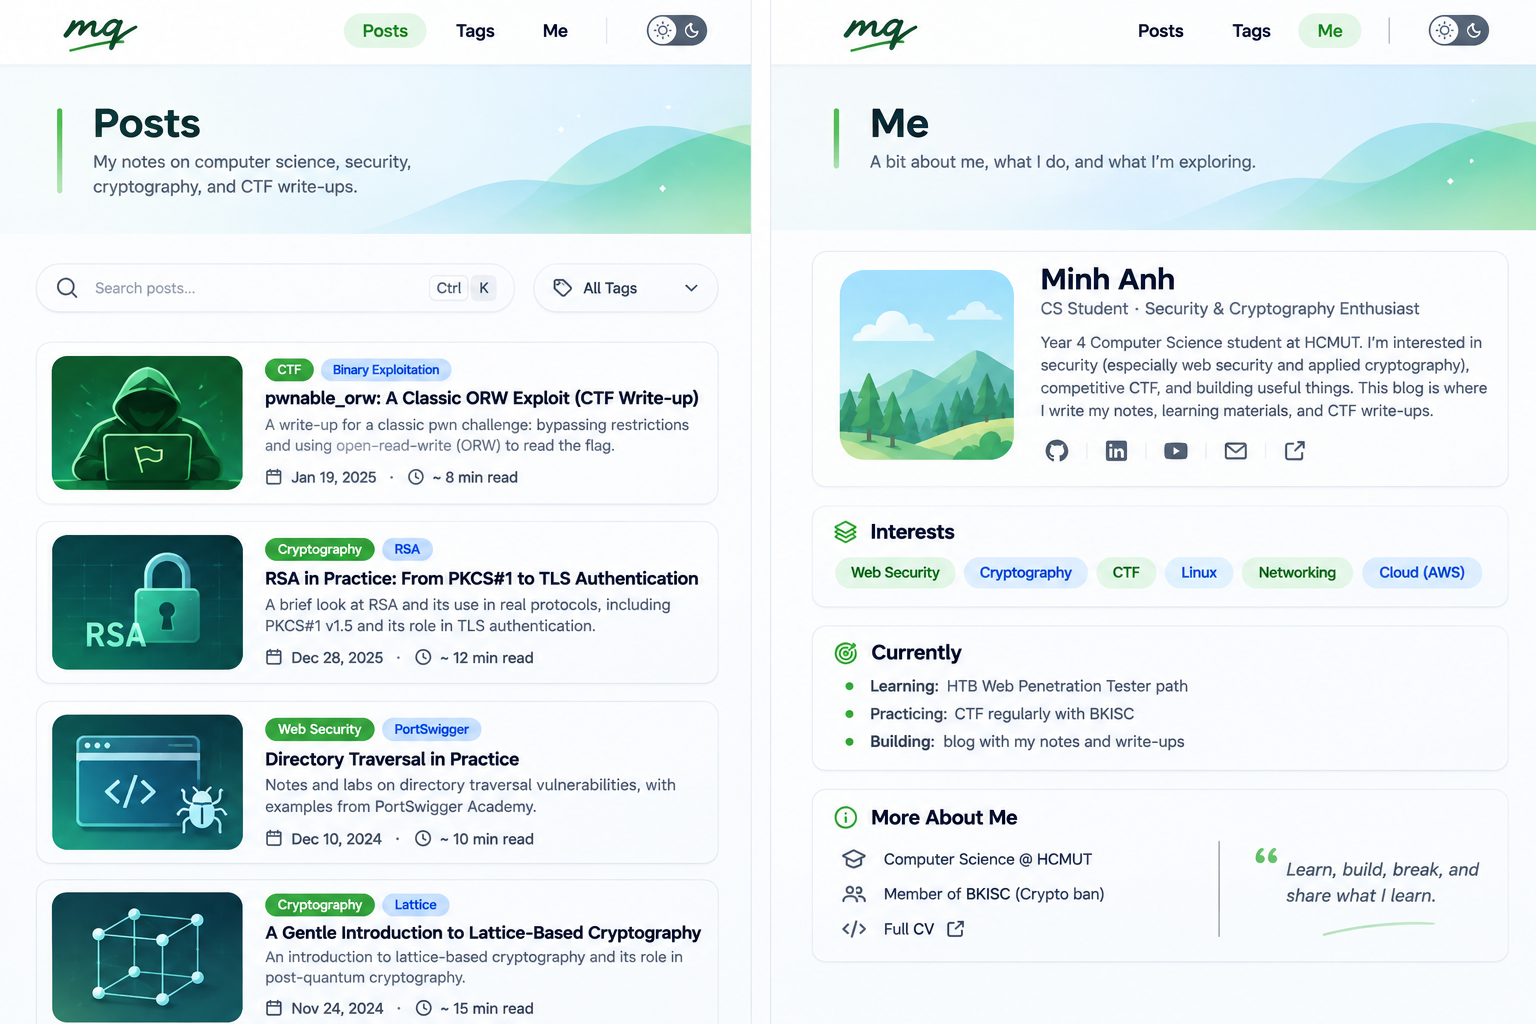 mq
Posts
Tags
Me
Posts
My notes on computer science, security,
cryptography, and CTF write-ups.
Search posts...
Ctrl
K
All Tags
CTF
Binary Exploitation
pwnable_orw: A Classic ORW Exploit (CTF Write-up)
A write-up for a classic pwn challenge: bypassing restrictions
and using open-read-write (ORW) to read the flag.
Jan 19, 2025 · ~ 8 min read
RSA
Cryptography
RSA
RSA in Practice: From PKCS#1 to TLS Authentication
A brief look at RSA and its use in real protocols, including
PKCS#1 v1.5 and its role in TLS authentication.
Dec 28, 2025 · ~ 12 min read
</>
Web Security
PortSwigger
Directory Traversal in Practice
Notes and labs on directory traversal vulnerabilities, with
examples from PortSwigger Academy.
Dec 10, 2024 · ~ 10 min read
Cryptography
Lattice
A Gentle Introduction to Lattice-Based Cryptography
An introduction to lattice-based cryptography and its role in
post-quantum cryptography.
Nov 24, 2024 · ~ 15 min read
mq
Posts
Tags
Me
Me
A bit about me, what I do, and what I'm exploring.
Minh Anh
CS Student · Security & Cryptography Enthusiast
Year 4 Computer Science student at HCMUT. I'm interested in
security (especially web security and applied cryptography),
competitive CTF, and building useful things. This blog is where
I write my notes, learning materials, and CTF write-ups.
in
Interests
Web Security
Cryptography
CTF
Linux
Networking
Cloud (AWS)
Currently
Learning: HTB Web Penetration Tester path
Practicing: CTF regularly with BKISC
Building: blog with my notes and write-ups
More About Me
Computer Science @ HCMUT
Member of BKISC (Crypto ban)
</> Full CV
“ Learn, build, break, and
share what I learn.